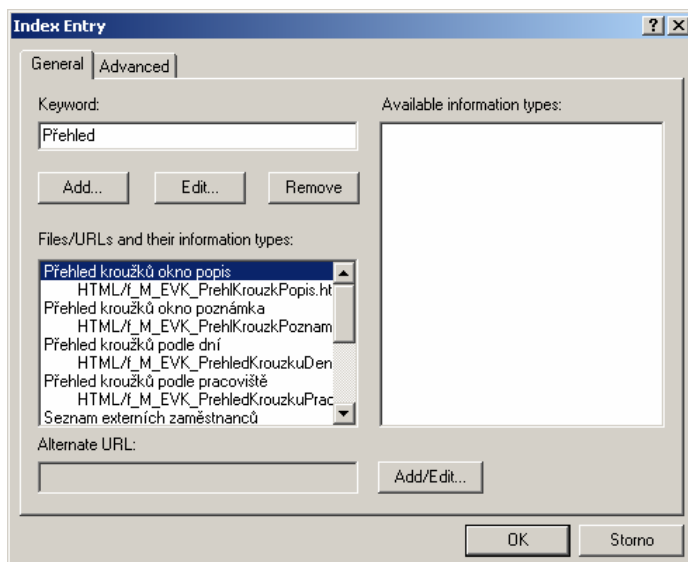 Index Entry
General
Advanced
Keyword:
Přehled
Add...
Edit...
Remove
Files/URLs and their information types:
Přehled kroužků okno popis
HTML/f_M_EVK_PrehlKrouzkPopis.ht
Přehled kroužků okno poznámka
HTML/f_M_EVK_PrehlKrouzkPoznam
Přehled kroužků podle dní
HTML/f_M_EVK_PrehledKrouzkuDen
Přehled kroužků podle pracoviště
HTML/f_M_EVK_PrehledKrouzkuPrac
Seznam externích zaměstnanců
Alternate URL:
Available information types:
Add/Edit...
OK
Storno